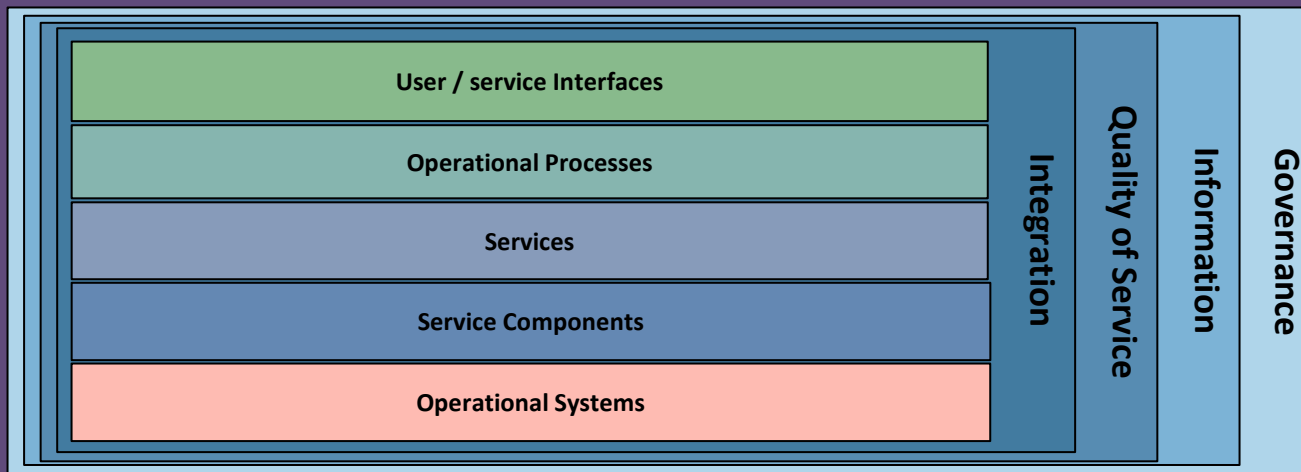 User / service Interfaces
Operational Processes
Services
Service Components
Operational Systems
Integration
Quality of Service
Information
Governance